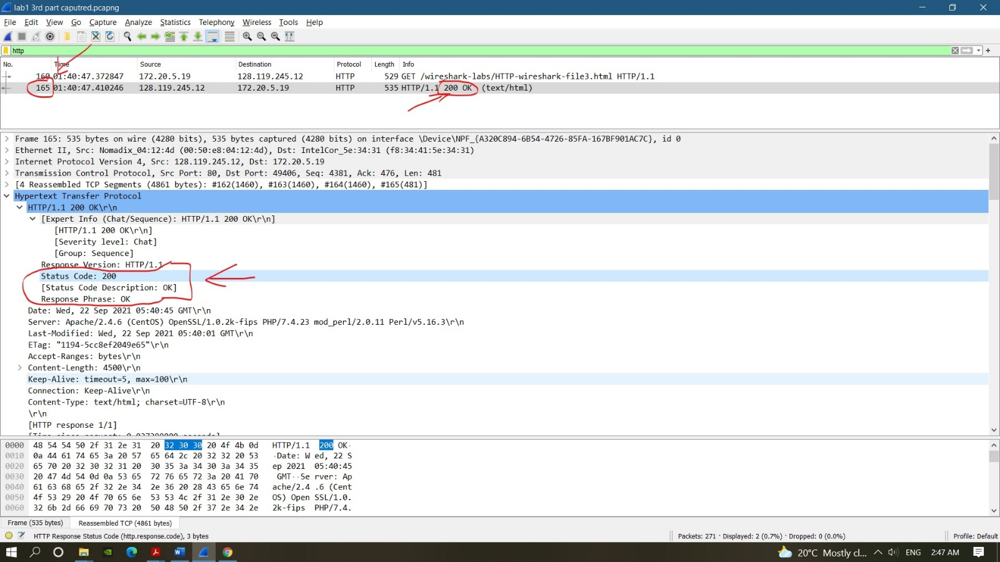 lab1 3rd part caputred.pcapng
File Edit View Go Capture Analyze Statistics Telephony Wireless Tools Help
http
No. Time Source Destination Protocol Length Info
160 01:40:47.372847 172.20.5.19 128.119.245.12 HTTP 529 GET /wireshark-labs/HTTP-wireshark-file3.html HTTP/1.1
165 01:40:47.410246 128.119.245.12 172.20.5.19 HTTP 535 HTTP/1.1 200 OK (text/html)
Frame 165: 535 bytes on wire (4280 bits), 535 bytes captured (4280 bits) on interface \Device\NPF_{A320C894-6B54-4726-85FA-167BF901AC7C}, id 0
Ethernet II, Src: Nomadix_04:12:4d (00:50:e8:04:12:4d), Dst: IntelCor_5e:34:31 (f8:34:41:5e:34:31)
Internet Protocol Version 4, Src: 128.119.245.12, Dst: 172.20.5.19
Transmission Control Protocol, Src Port: 80, Dst Port: 49406, Seq: 4381, Ack: 476, Len: 481
[4 Reassembled TCP Segments (4861 bytes): #162(1460), #163(1460), #164(1460), #165(481)]
Hypertext Transfer Protocol
HTTP/1.1 200 OK\r\n
[Expert Info (Chat/Sequence): HTTP/1.1 200 OK\r\n]
[HTTP/1.1 200 OK\r\n]
[Severity level: Chat]
[Group: Sequence]
Response Version: HTTP/1.1
Status Code: 200
[Status Code Description: OK]
Response Phrase: OK
Date: Wed, 22 Sep 2021 05:40:45 GMT\r\n
Server: Apache/2.4.6 (CentOS) OpenSSL/1.0.2k-fips PHP/7.4.23 mod_perl/2.0.11 Perl/v5.16.3\r\n
Last-Modified: Wed, 22 Sep 2021 05:40:01 GMT\r\n
ETag: "1194-5cc8ef2049e65"\r\n
Accept-Ranges: bytes\r\n
Content-Length: 4500\r\n
Keep-Alive: timeout=5, max=100\r\n
Connection: Keep-Alive\r\n
Content-Type: text/html; charset=UTF-8\r\n
\r\n
[HTTP response 1/1]
[Time since request: 0.037399000 seconds]
0000 48 54 54 50 2f 31 2e 31 20 32 30 30 20 4f 4b 0d HTTP/1.1 200 OK·
0010 0a 44 61 74 65 3a 20 57 65 64 2c 20 32 32 20 53 ·Date: W ed, 22 S
0020 65 70 20 32 30 32 31 20 30 35 3a 34 30 3a 34 35 ep 2021 05:40:45
0030 20 47 4d 54 0d 0a 53 65 72 76 65 72 3a 20 41 70 GMT··Se rver: Ap
0040 61 63 68 65 2f 32 2e 34 2e 36 20 28 43 65 6e 74 ache/2.4 .6 (Cent
0050 4f 53 29 20 4f 70 65 6e 53 53 4c 2f 31 2e 30 2e OS) Open SSL/1.0.
0060 32 6b 2d 66 69 70 73 20 50 48 50 2f 37 2e 34 2e 2k-fips PHP/7.4.
Frame (535 bytes) Reassembled TCP (4861 bytes)
HTTP Response Status Code (http.response.code), 3 bytes Packets: 271 · Displayed: 2 (0.7%) · Dropped: 0 (0.0%) Profile: Default
20°C Mostly cl... ENG 2:47 AM